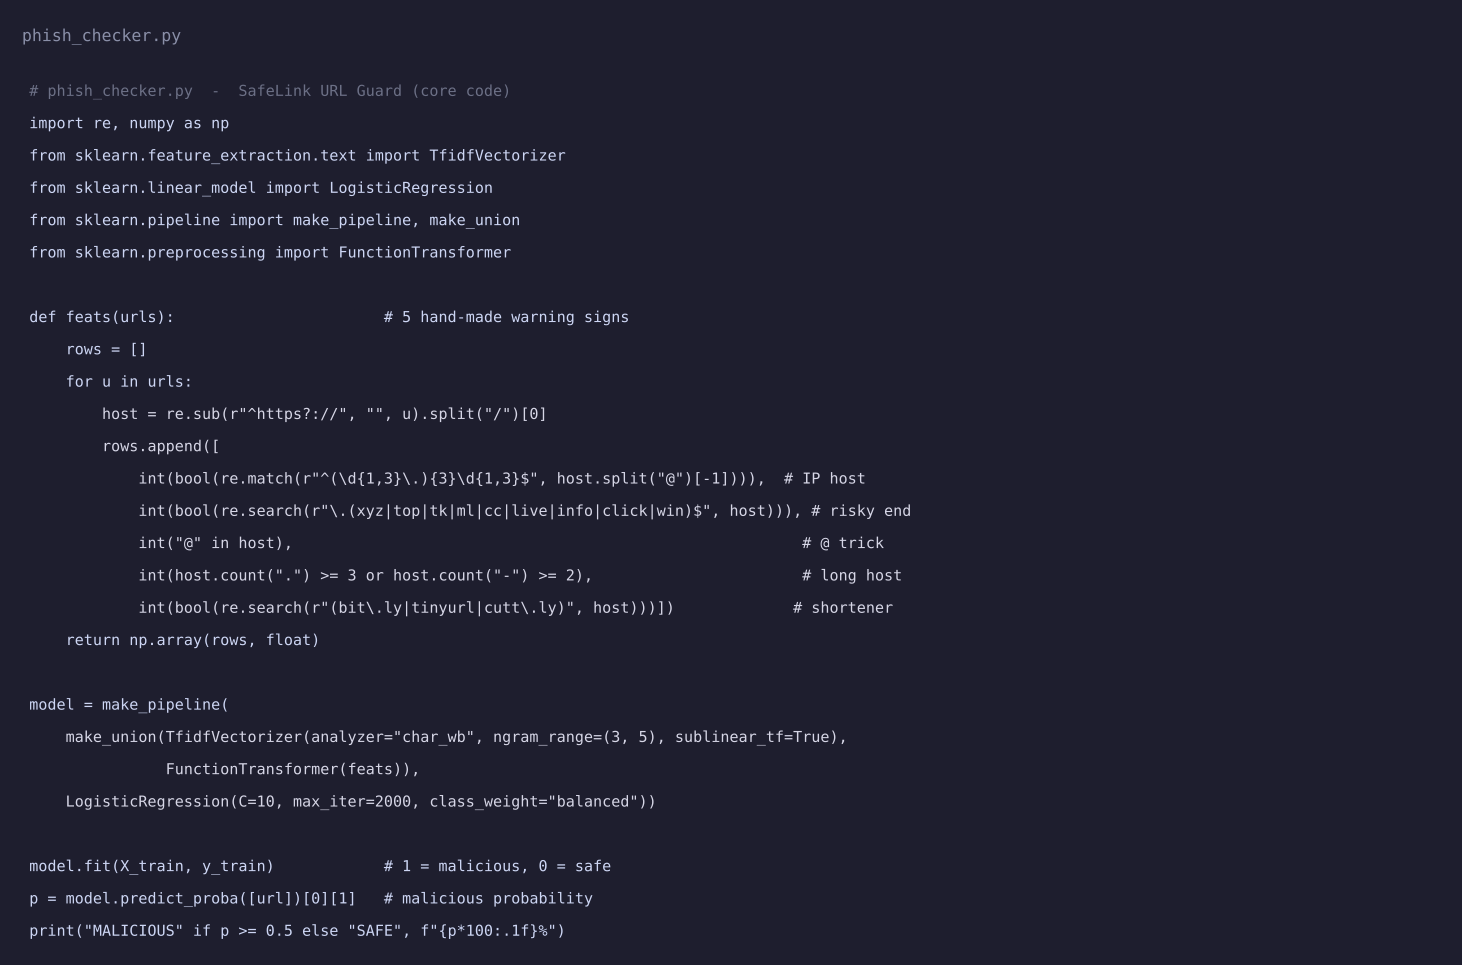 phish_checker.py
# phish_checker.py  -  SafeLink URL Guard (core code)
import re, numpy as np
from sklearn.feature_extraction.text import TfidfVectorizer
from sklearn.linear_model import LogisticRegression
from sklearn.pipeline import make_pipeline, make_union
from sklearn.preprocessing import FunctionTransformer
def feats(urls):                       # 5 hand-made warning signs
    rows = []
    for u in urls:
        host = re.sub(r"^https?://", "", u).split("/")[0]
        rows.append([
            int(bool(re.match(r"^(\d{1,3}\.){3}\d{1,3}$", host.split("@")[-1]))),  # IP host
            int(bool(re.search(r"\.(xyz|top|tk|ml|cc|live|info|click|win)$", host))), # risky end
            int("@" in host),                                                        # @ trick
            int(host.count(".") >= 3 or host.count("-") >= 2),                       # long host
            int(bool(re.search(r"(bit\.ly|tinyurl|cutt\.ly)", host)))])             # shortener
    return np.array(rows, float)
model = make_pipeline(
    make_union(TfidfVectorizer(analyzer="char_wb", ngram_range=(3, 5), sublinear_tf=True),
               FunctionTransformer(feats)),
    LogisticRegression(C=10, max_iter=2000, class_weight="balanced"))
model.fit(X_train, y_train)            # 1 = malicious, 0 = safe
p = model.predict_proba([url])[0][1]   # malicious probability
print("MALICIOUS" if p >= 0.5 else "SAFE", f"{p*100:.1f}%")